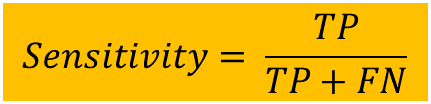 Sensitivity = TP / TP + FN